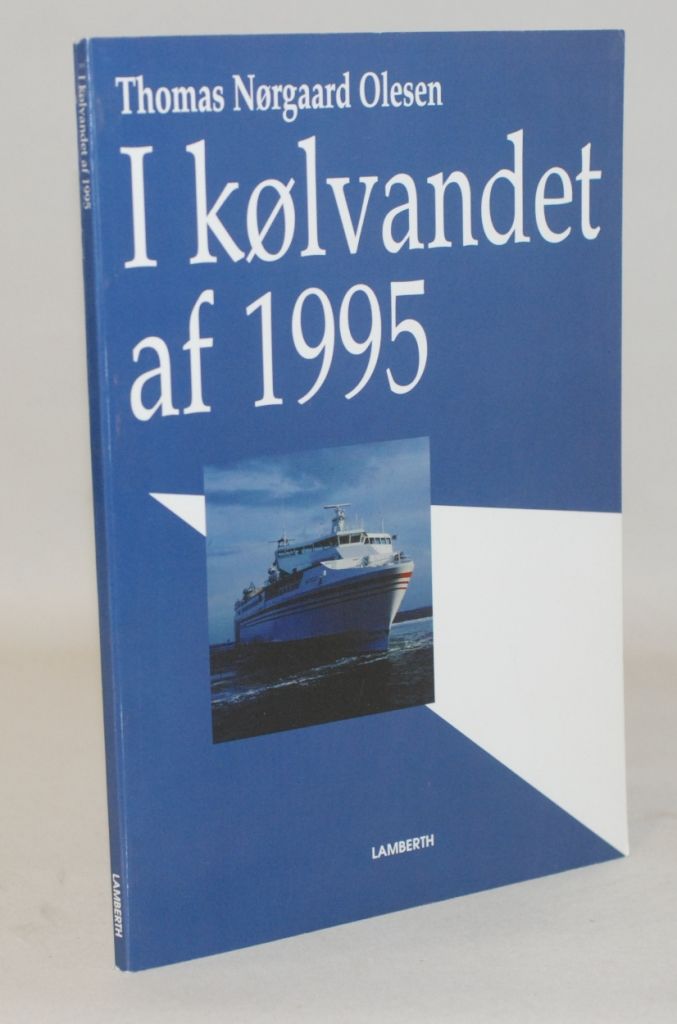 Thomas Nørgaard Olesen
I kølvandet
af 1995
LAMBERTH
I kølvandet af 1995
LAMBERTH